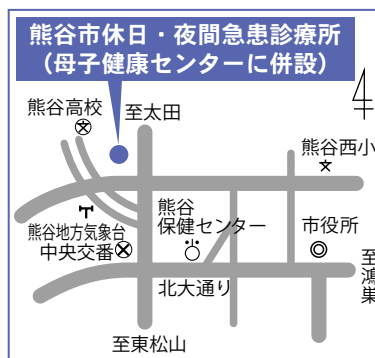 熊谷市休日・夜間急患診療所
（母子健康センターに併設）
熊谷高校
至太田
熊谷西小
熊谷地方気象台
中央交番
熊谷
保健センター
市役所
至鴻巣
北大通り
至東松山